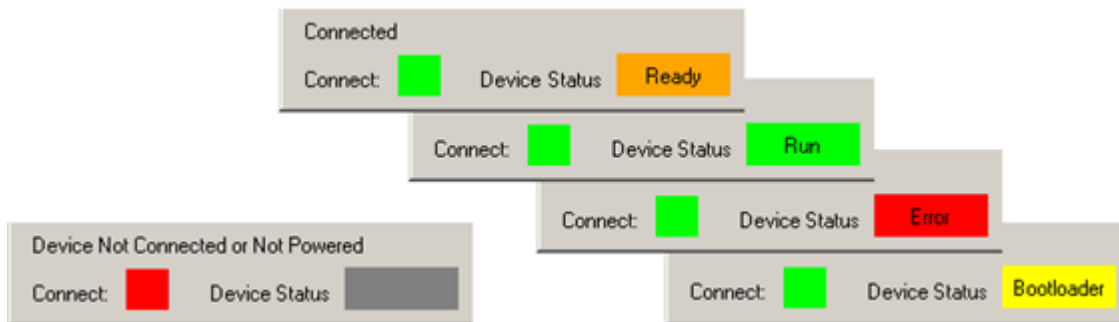 Connected
Connect: Device Status Ready
Connect: Device Status Run
Connect: Device Status Error
Device Not Connected or Not Powered
Connect: Device Status
Connect: Device Status Bootloader